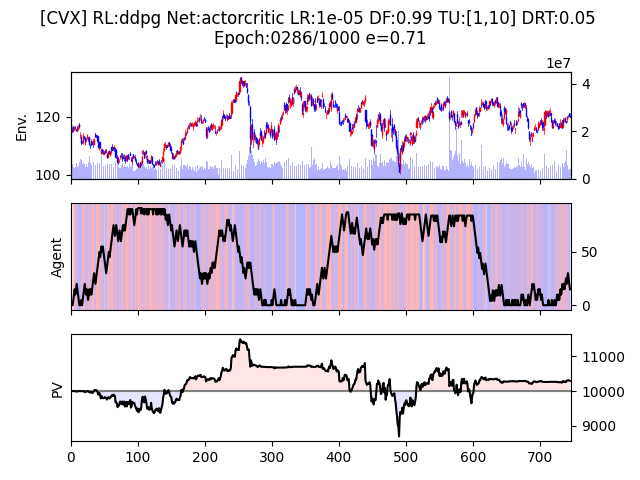 [CVX] RL:ddpg Net:actorcritic LR:1e-05 DF:0.99 TU:[1,10] DRT:0.05
Epoch:0286/1000 e=0.71
1e7
Env.
120
100
4
2
0
Agent
50
0
PV
11000
10000
9000
0 100 200 300 400 500 600 700